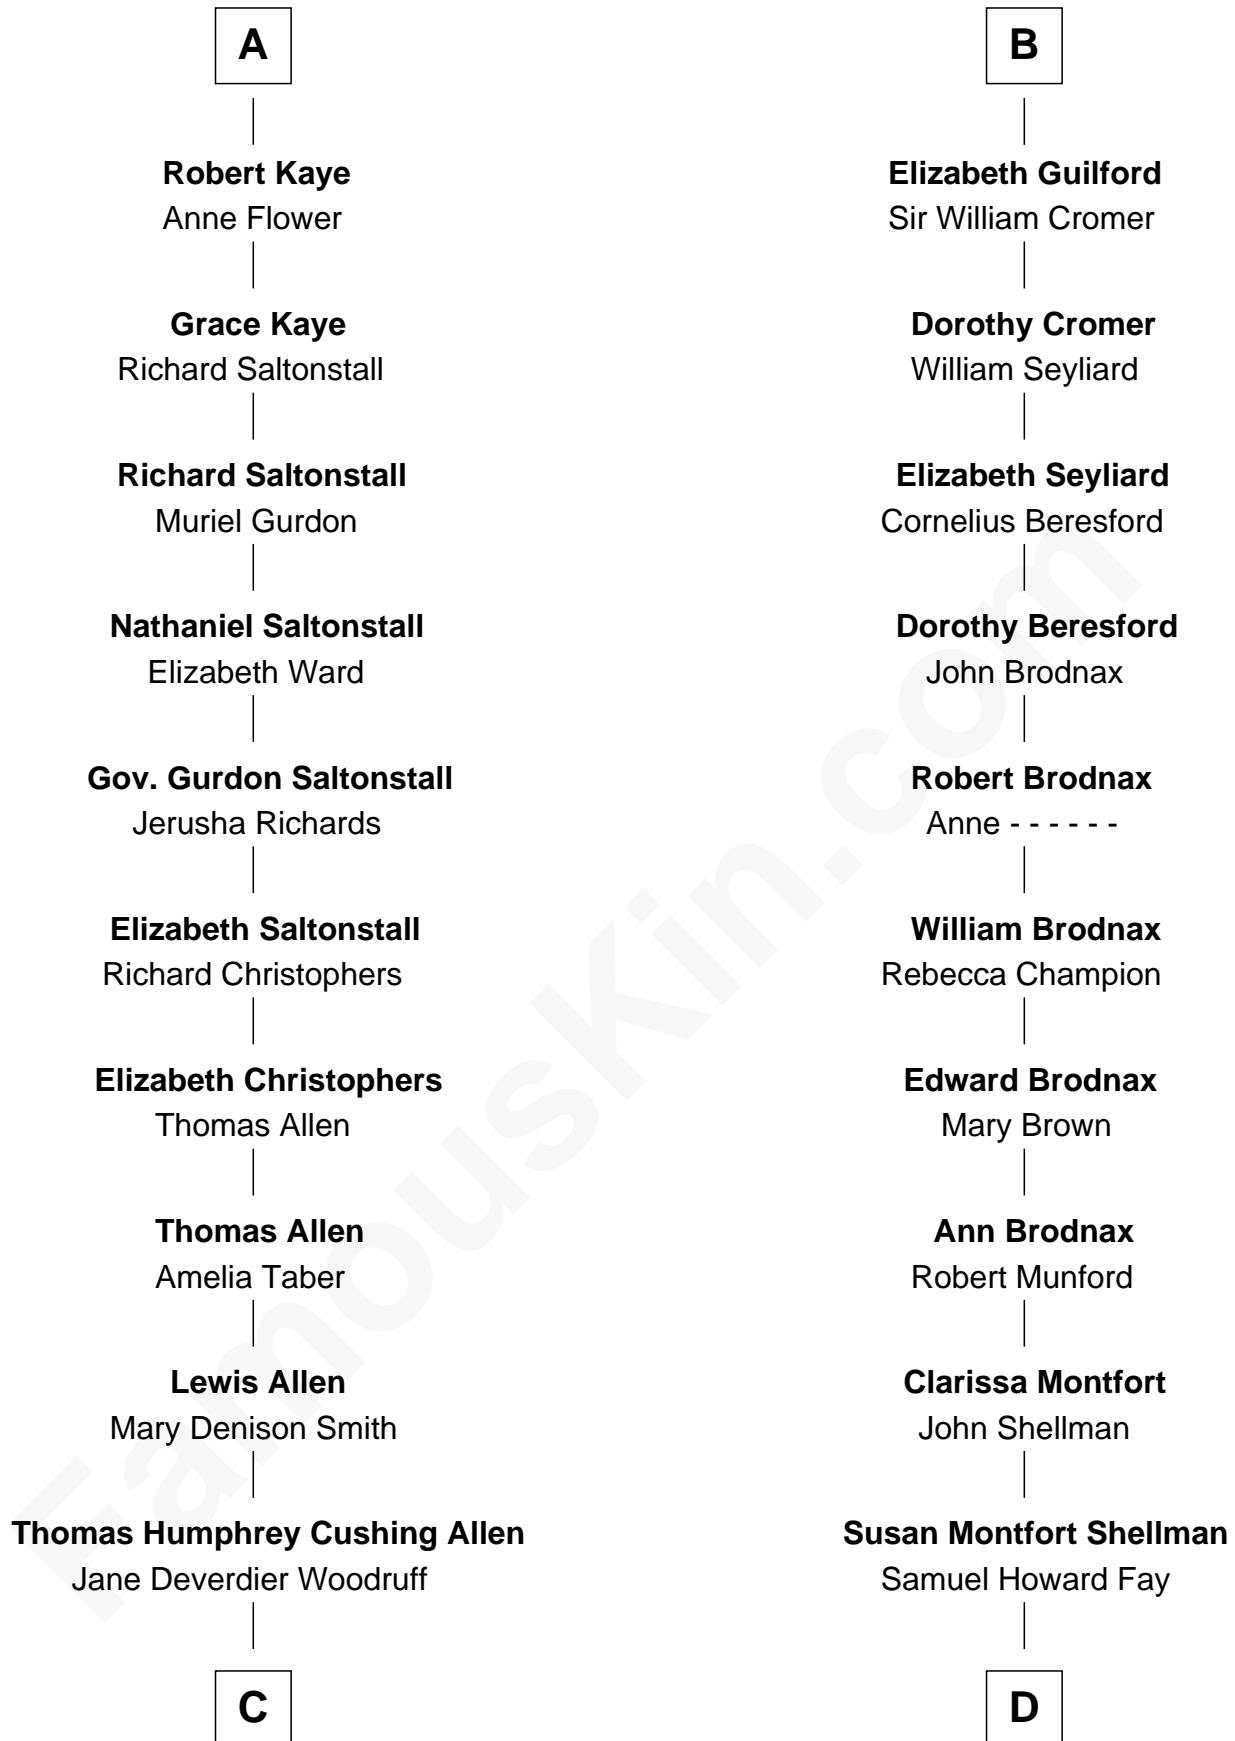 A
Robert Kaye
Anne Flower
Grace Kaye
Richard Saltonstall
Richard Saltonstall
Muriel Gurdon
Nathaniel Saltonstall
Elizabeth Ward
Gov. Gurdon Saltonstall
Jerusha Richards
Elizabeth Saltonstall
Richard Christophers
Elizabeth Christophers
Thomas Allen
Thomas Allen
Amelia Taber
Lewis Allen
Mary Denison Smith
Thomas Humphrey Cushing Allen
Jane Deverdier Woodruff
C
B
Elizabeth Guilford
Sir William Cromer
Dorothy Cromer
William Seyliard
Elizabeth Seyliard
Cornelius Beresford
Dorothy Beresford
John Brodnax
Robert Brodnax
Anne - - - - - -
William Brodnax
Rebecca Champion
Edward Brodnax
Mary Brown
Ann Brodnax
Robert Munford
Clarissa Montfort
John Shellman
Susan Montfort Shellman
Samuel Howard Fay
D
FamousKin.com